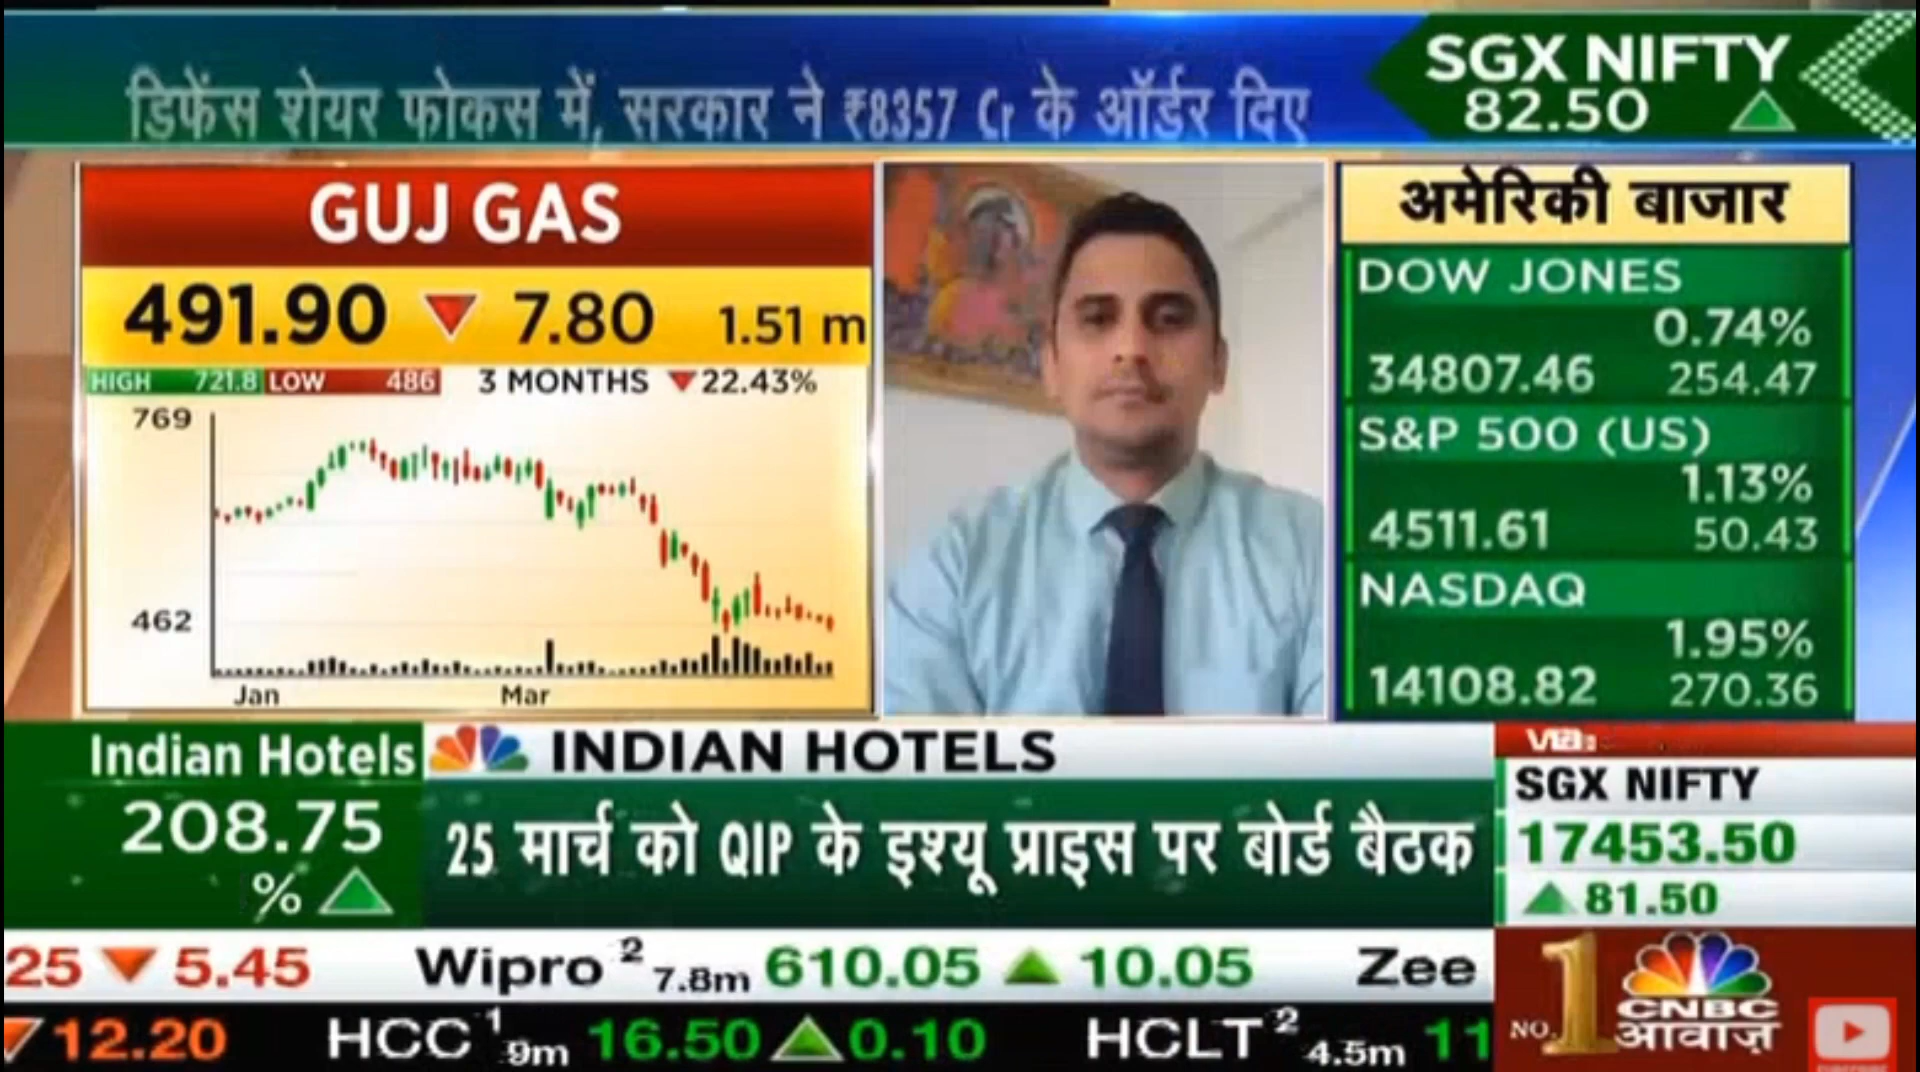 डिफेंस शेयर फोकस में, सरकार ने ₹8357 Cr के ऑर्डर दिए
SGX NIFTY
82.50
GUJ GAS
491.90 ▼ 7.80 1.51 m
HIGH 721.8 LOW 486 3 MONTHS ▼22.43%
769
462
Jan Mar
अमेरिकी बाजार
DOW JONES
0.74%
34807.46 254.47
S&P 500 (US)
1.13%
4511.61 50.43
NASDAQ
1.95%
14108.82 270.36
Indian Hotels
208.75
% ▲
INDIAN HOTELS
25 मार्च को QIP के इश्यू प्राइस पर बोर्ड बैठक
SGX NIFTY
17453.50
▲ 81.50
25 ▼ 5.45 Wipro 2 7.8m 610.05 ▲ 10.05 Zee
▼ 12.20 HCC 1 9m 16.50 ▲ 0.10 HCLT 2 4.5m 11
NO. 1 CNBC
आवाज़